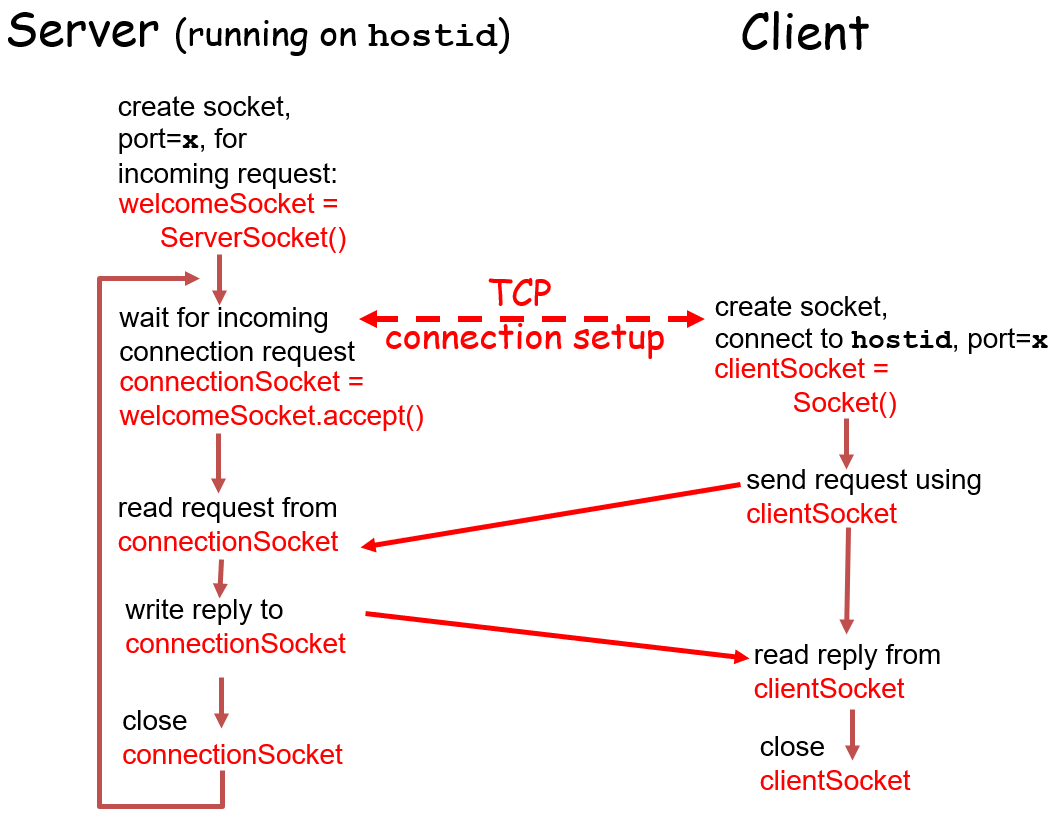 Server (running on hostid)
Client
create socket,
port=x, for
incoming request:
welcomeSocket =
ServerSocket()
TCP
connection setup
wait for incoming
connection request
connectionSocket =
welcomeSocket.accept()
create socket,
connect to hostid, port=x
clientSocket =
Socket()
send request using
clientSocket
read request from
connectionSocket
write reply to
connectionSocket
read reply from
clientSocket
close
connectionSocket
close
clientSocket